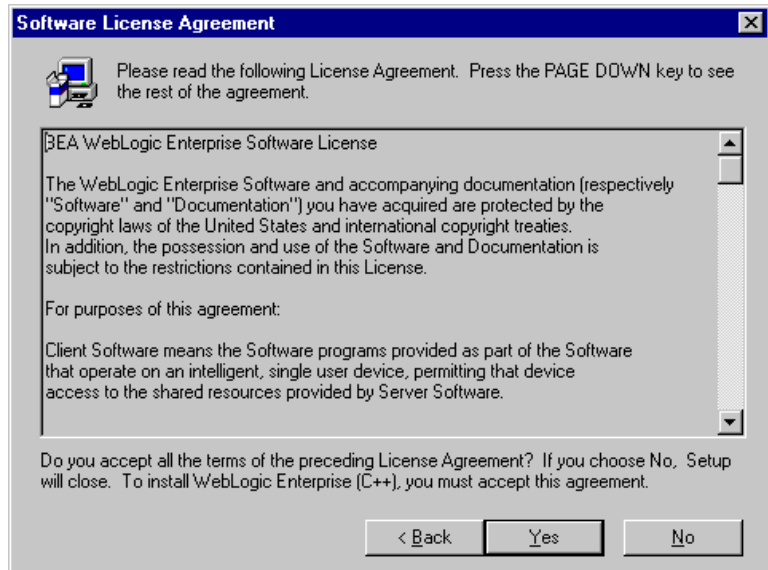 Software License Agreement
Please read the following License Agreement. Press the PAGE DOWN key to see
the rest of the agreement.
BEA WebLogic Enterprise Software License
The WebLogic Enterprise Software and accompanying documentation (respectively
"Software" and "Documentation") you have acquired are protected by the
copyright laws of the United States and international copyright treaties.
In addition, the possession and use of the Software and Documentation is
subject to the restrictions contained in this License.
For purposes of this agreement:
Client Software means the Software programs provided as part of the Software
that operate on an intelligent, single user device, permitting that device
access to the shared resources provided by Server Software.
Do you accept all the terms of the preceding License Agreement? If you choose No, Setup
will close. To install WebLogic Enterprise (C++), you must accept this agreement.
< Back Yes No